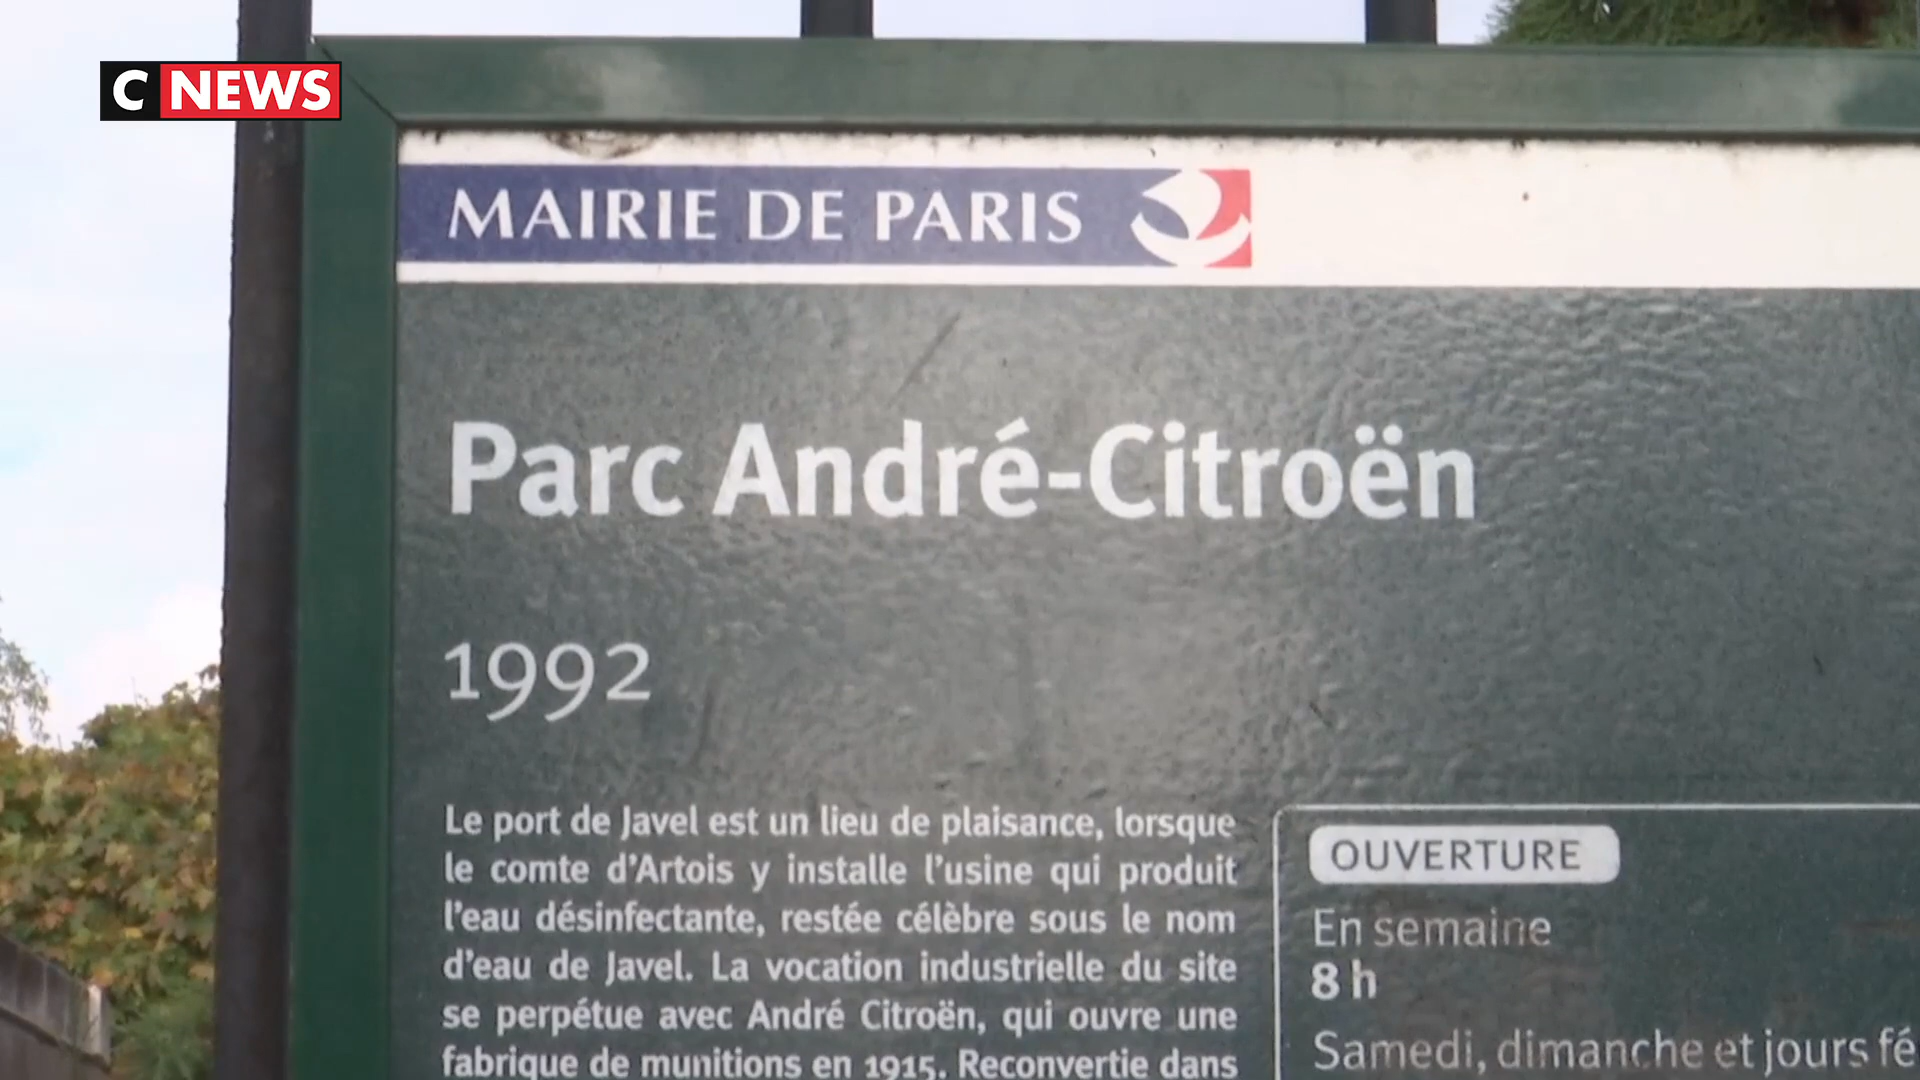 C NEWS
MAIRIE DE PARIS
Parc André-Citroën
1992
Le port de Javel est un lieu de plaisance, lorsque
le comte d'Artois y installe l'usine qui produit
l'eau désinfectante, restée célèbre sous le nom
d'eau de Javel. La vocation industrielle du site
se perpétue avec André Citroën, qui ouvre une
fabrique de munitions en 1915. Reconvertie dans
OUVERTURE
En semaine
8 h
Samedi, dimanche et jours fé